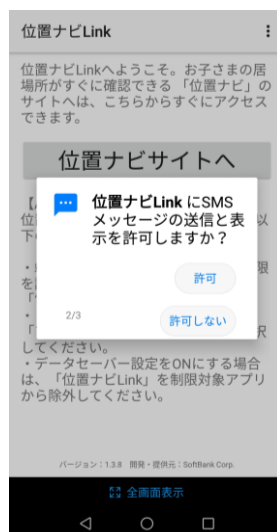 位置ナビLink
位置ナビLinkへようこそ。お子さまの居
場所がすぐに確認できる「位置ナビ」の
サイトへは、こちらからすぐにアクセス
できます。
位置ナビサイトへ
位置ナビLink にSMS
メッセージの送信と表
示を許可しますか？
許可
2/3
許可しない
してください。
・データセーバー設定をONにする場合
は、「位置ナビLink」を制限対象アプリ
から除外してください。
バージョン：1.3.8 開発・提供元：SoftBank Corp.
全画面表示